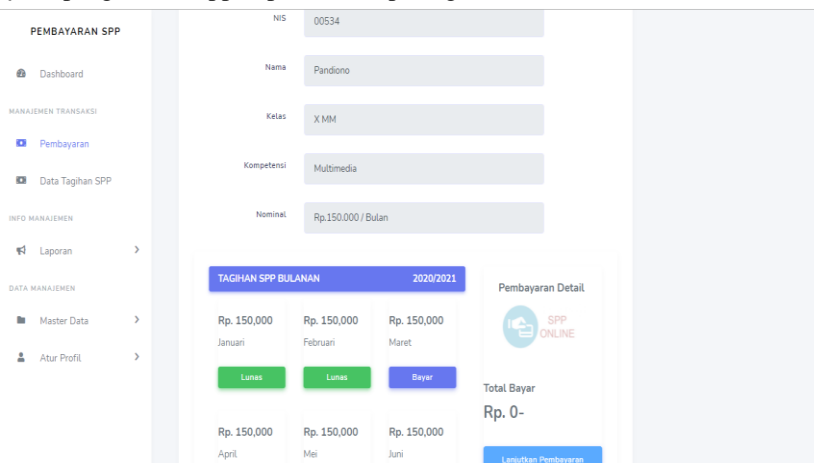 PEMBAYARAN SPP
Dashboard
MANAJEMEN TRANSAKSI
Pembayaran
Data Tagihan SPP
INFO MANAJEMEN
Laporan
DATA MANAJEMEN
Master Data
Atur Profil
NIS 00534
Nama Pandiono
Kelas X MM
Kompetensi Multimedia
Nominal Rp.150.000 / Bulan
TAGIHAN SPP BULANAN 2020/2021
Rp. 150,000 Rp. 150,000 Rp. 150,000
Januari Februari Maret
Lunas Lunas Bayar
Rp. 150,000 Rp. 150,000 Rp. 150,000
April Mei Juni
Pembayaran Detail
SPP
ONLINE
Total Bayar
Rp. 0-
Lanjutkan Pembayaran